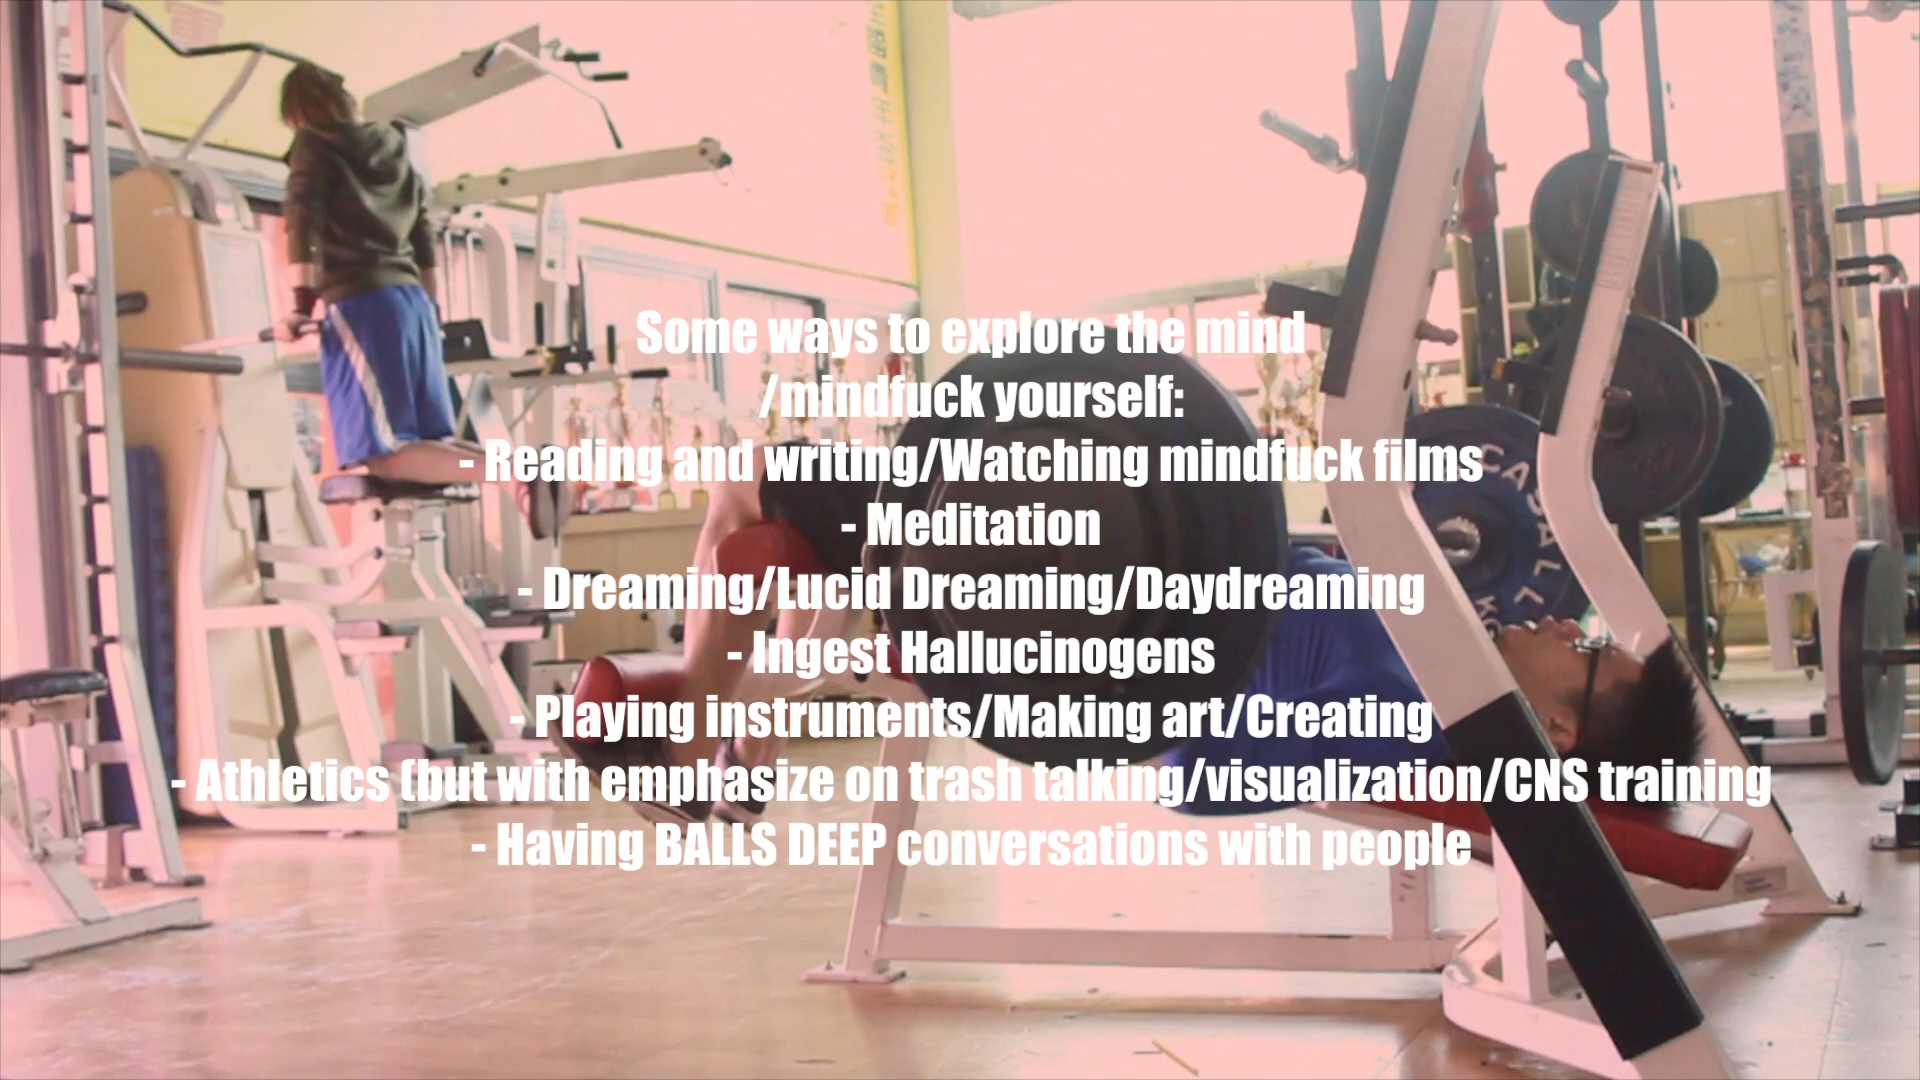 Some ways to explore the mind
/mindfuck yourself:
- Reading and writing/Watching mindfuck films
- Meditation
- Dreaming/Lucid Dreaming/Daydreaming
- Ingest Hallucinogens
- Playing instruments/Making art/Creating
- Athletics (but with emphasize on trash talking/visualization/CNS training
- Having BALLS DEEP conversations with people
CASALL